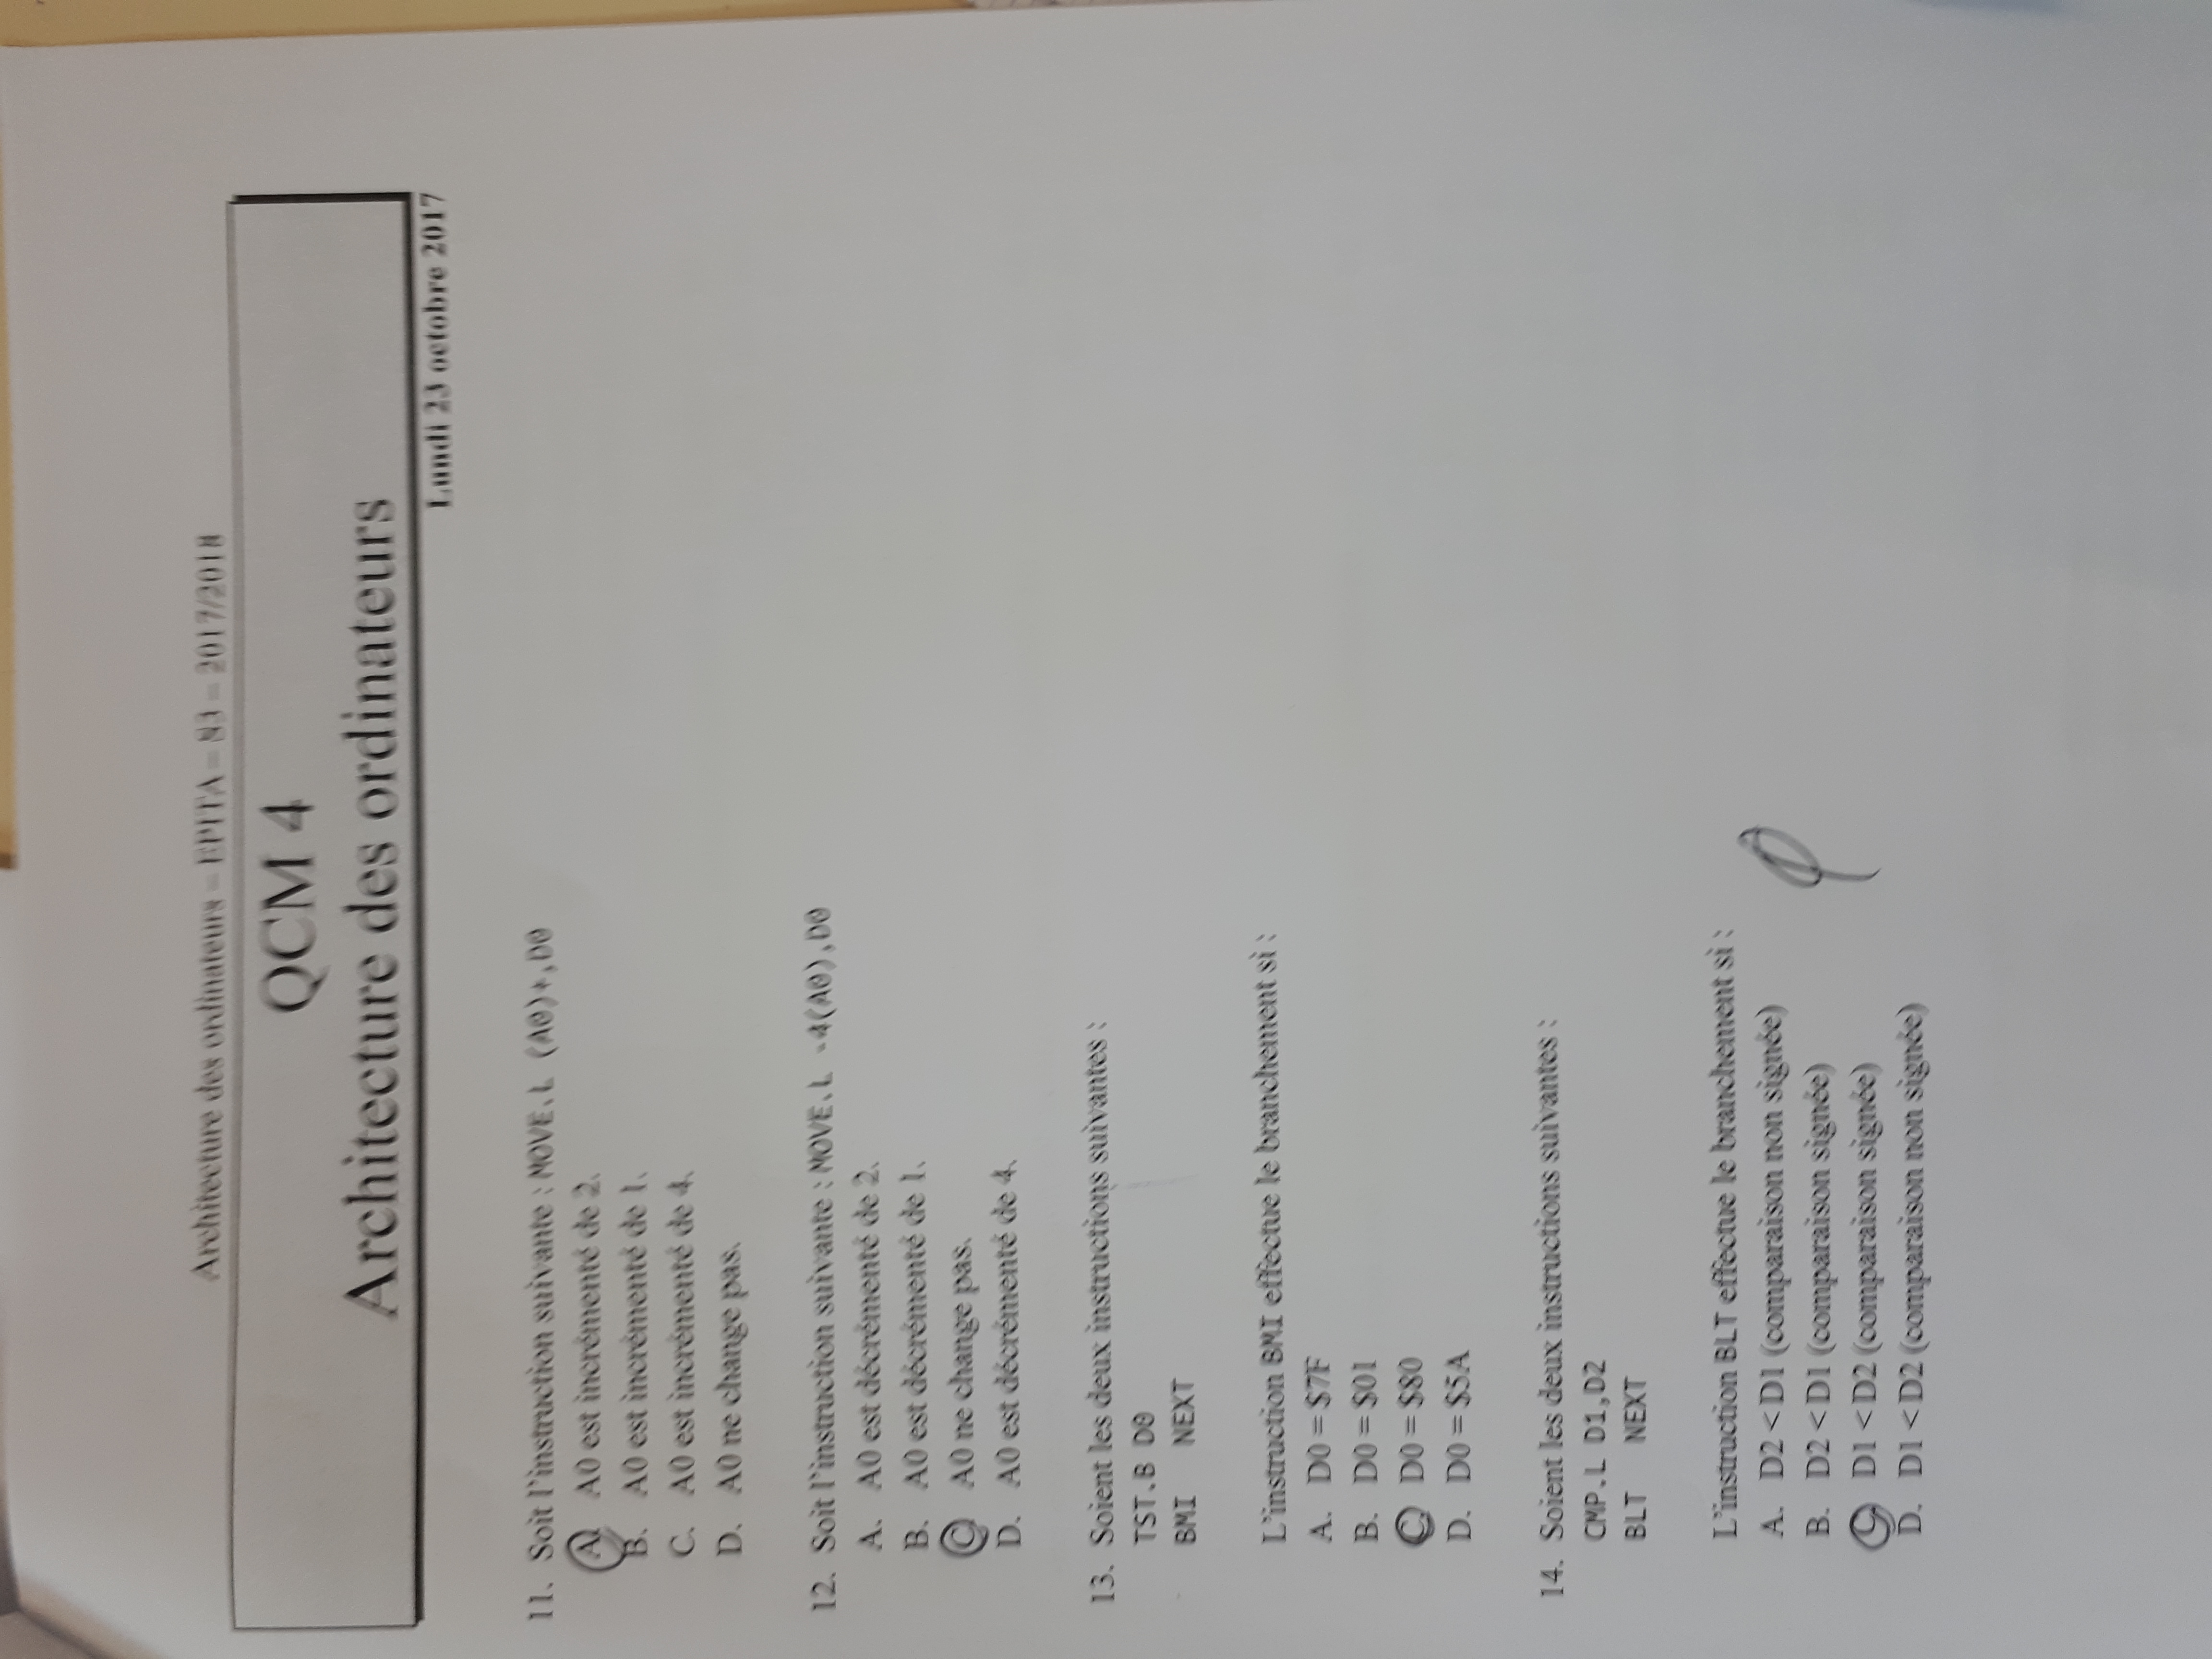 Architecture des ordinateurs – EPITA – S3 – 2017/2018
QCM 4
Architecture des ordinateurs
Lundi 23 octobre 2017
11. Soit l'instruction suivante : MOVE.L (A0)+,D0
A. A0 est incrémenté de 2.
B. A0 est incrémenté de 1.
C. A0 est incrémenté de 4.
D. A0 ne change pas.
12. Soit l'instruction suivante : MOVE.L -4(A0),D0
A. A0 est décrémenté de 2.
B. A0 est décrémenté de 1.
C. A0 ne change pas.
D. A0 est décrémenté de 4.
13. Soient les deux instructions suivantes :
TST.B D0
BMI NEXT
L'instruction BMI effectue le branchement si :
A. D0 = $7F
B. D0 = $01
C. D0 = $80
D. D0 = $5A
14. Soient les deux instructions suivantes :
CMP.L D1,D2
BLT NEXT
L'instruction BLT effectue le branchement si :
A. D2 < D1 (comparaison non signée)
B. D2 < D1 (comparaison signée)
C. D1 < D2 (comparaison signée)
D. D1 < D2 (comparaison non signée)